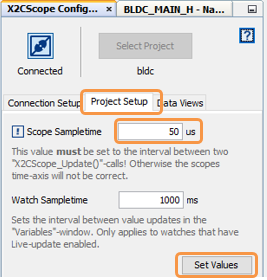 X2CScope Config...
BLDC_MAIN_H - Na...
Select Project
Connected
bldc
Connection Setup
Project Setup
Data Views
Scope Sampletime
50
us
This value must be set to the interval between two
"X2CScope_Update()"-calls! Otherwise the scopes
time-axis will not be correct.
Watch Sampletime
1000
ms
Sets the interval between value updates in the
"Variables"-window. Only applies to watches that have
Live-update enabled.
Set Values